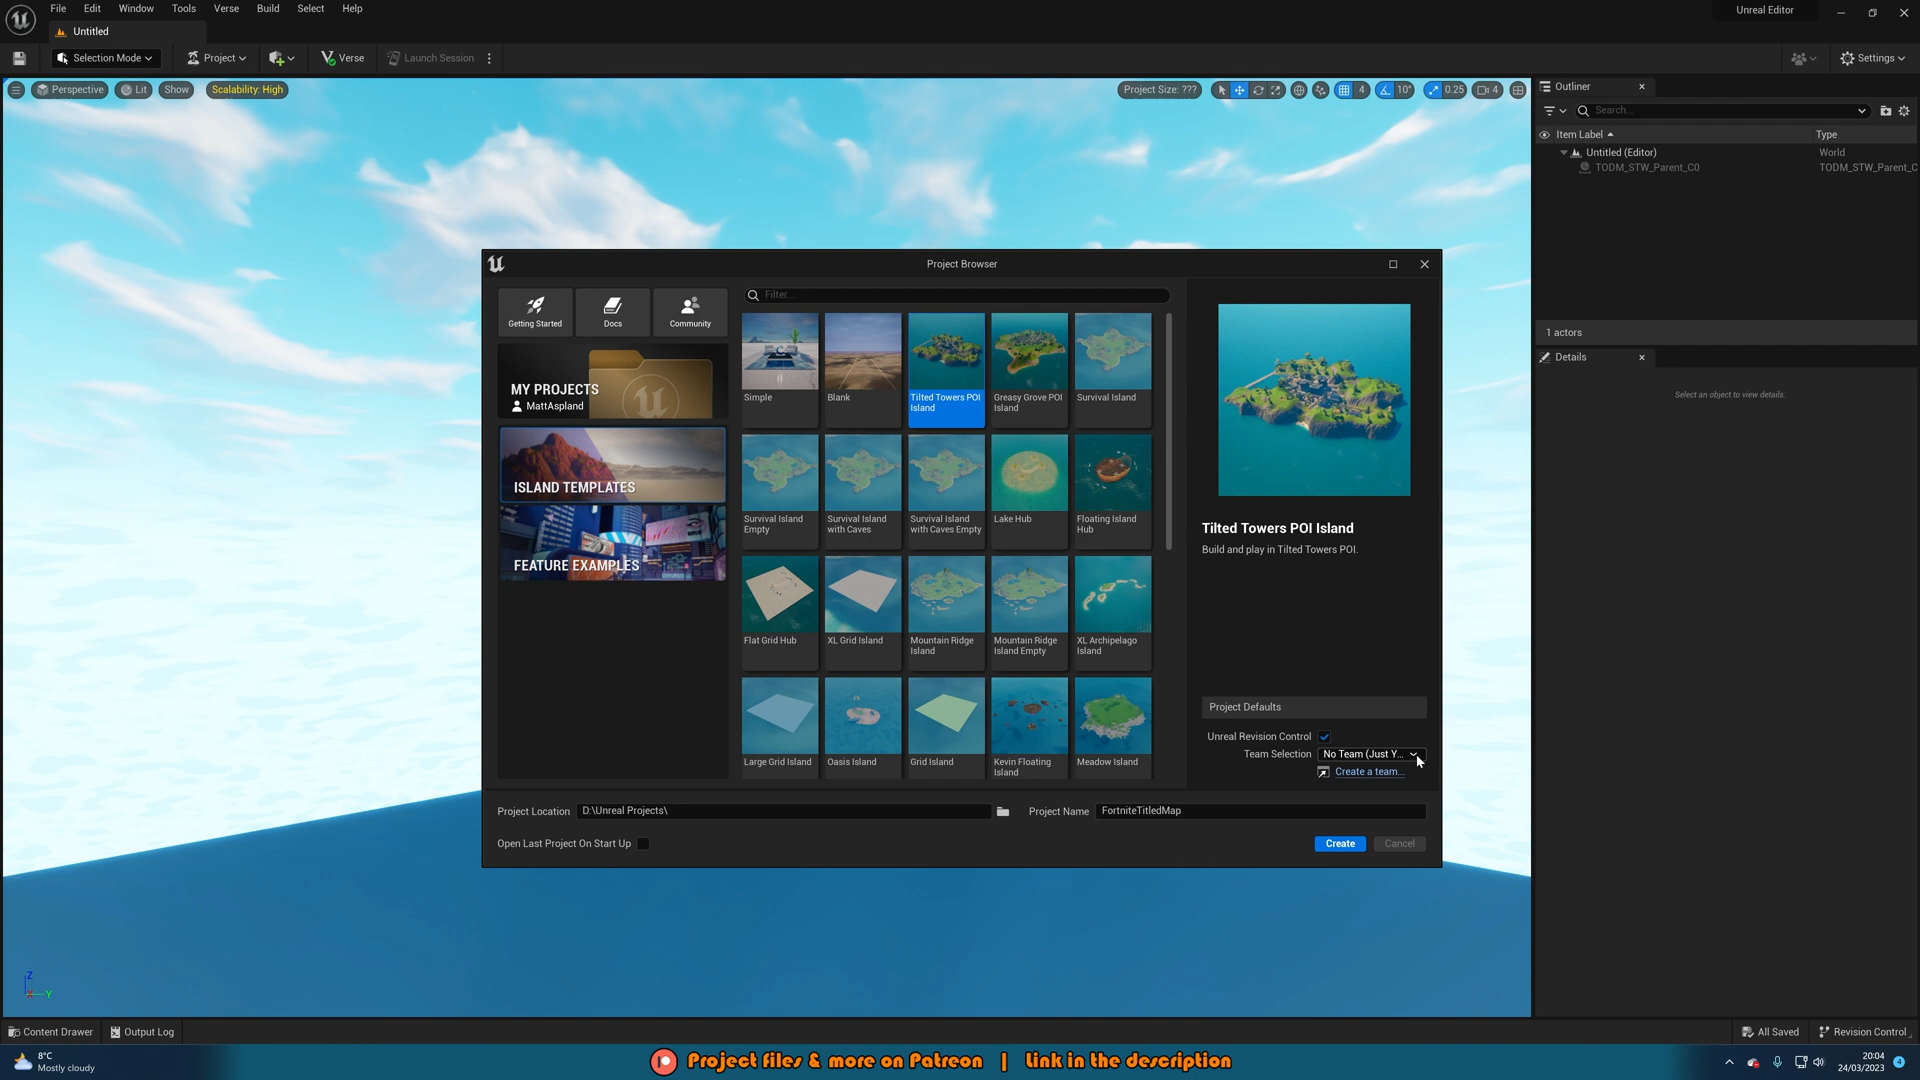 File Edit Window Tools Verse Build Select Help
Unreal Editor
Untitled
Selection Mode Project Verse Launch Session Settings
Perspective Lit Show Scalability: High
Project Size: ??? 4 10° 0.25 4
Outliner
Search...
Item Label Type
Untitled (Editor) World
TODM_STW_Parent_C0 TODM_STW_Parent_C
1 actors
Details
Select an object to view details.
Project Browser
Getting Started Docs Community
MY PROJECTS
MattAspland
ISLAND TEMPLATES
FEATURE EXAMPLES
Filter...
Simple Blank Tilted Towers POI Island Greasy Grove POI Island Survival Island
Survival Island Empty Survival Island with Caves Survival Island with Caves Empty Lake Hub Floating Island Hub
Flat Grid Hub XL Grid Island Mountain Ridge Island Mountain Ridge Island Empty XL Archipelago Island
Large Grid Island Oasis Island Grid Island Kevin Floating Island Meadow Island
Tilted Towers POI Island
Build and play in Tilted Towers POI.
Project Defaults
Unreal Revision Control
Team Selection No Team (Just Y...
Create a team...
Project Location D:\Unreal Projects\ Project Name FortniteTitledMap
Open Last Project On Start Up
Create Cancel
Z
X Y
Content Drawer Output Log All Saved Revision Control
8°C
Mostly cloudy
Project files & more on Patreon | Link in the description
20:04
24/03/2023
4